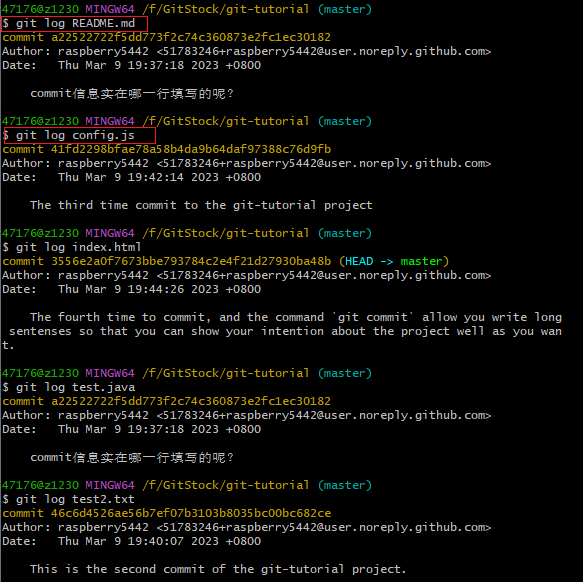 47176@z1230 MINGW64 /f/GitStock/git-tutorial (master)
$ git log README.md
commit a22522722f5dd773f2c74c360873e2fc1ec30182
Author: raspberry5442 <51783246+raspberry5442@user.noreply.github.com>
Date:   Thu Mar 9 19:37:18 2023 +0800
    commit信息实在哪一行填写的呢?
47176@z1230 MINGW64 /f/GitStock/git-tutorial (master)
$ git log config.js
commit 41fd2298bfae78a58b4da9b64daf97388c76d9fb
Author: raspberry5442 <51783246+raspberry5442@user.noreply.github.com>
Date:   Thu Mar 9 19:42:14 2023 +0800
    The third time commit to the git-tutorial project
47176@z1230 MINGW64 /f/GitStock/git-tutorial (master)
$ git log index.html
commit 3556e2a0f7673bbe793784c2e4f21d27930ba48b (HEAD -> master)
Author: raspberry5442 <51783246+raspberry5442@user.noreply.github.com>
Date:   Thu Mar 9 19:44:26 2023 +0800
    The fourth time to commit, and the command `git commit` allow you write long
 sentences so that you can show your intention about the project well as you wan
t.
47176@z1230 MINGW64 /f/GitStock/git-tutorial (master)
$ git log test.java
commit a22522722f5dd773f2c74c360873e2fc1ec30182
Author: raspberry5442 <51783246+raspberry5442@user.noreply.github.com>
Date:   Thu Mar 9 19:37:18 2023 +0800
    commit信息实在哪一行填写的呢?
47176@z1230 MINGW64 /f/GitStock/git-tutorial (master)
$ git log test2.txt
commit 46c6d4526ae56b7ef07b3103b8035bc00bc682ce
Author: raspberry5442 <51783246+raspberry5442@user.noreply.github.com>
Date:   Thu Mar 9 19:40:07 2023 +0800
    This is the second commit of the git-tutorial project.